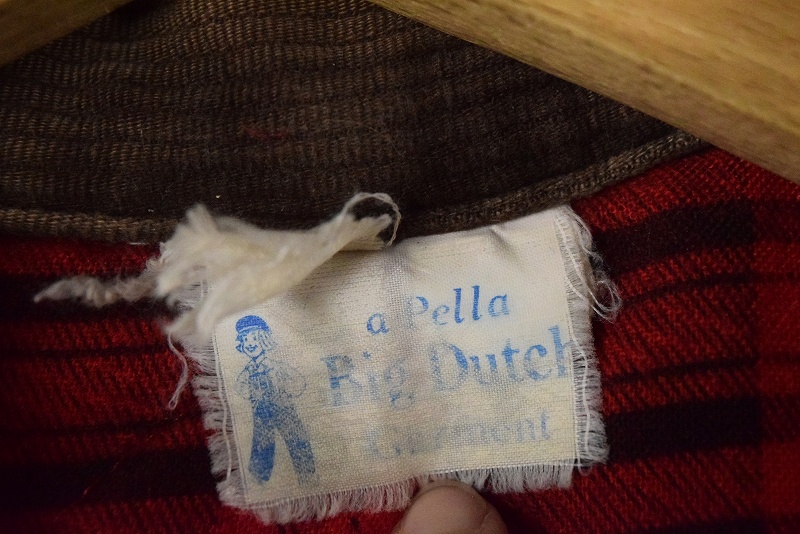 a Pella
Big Dutch
Garment